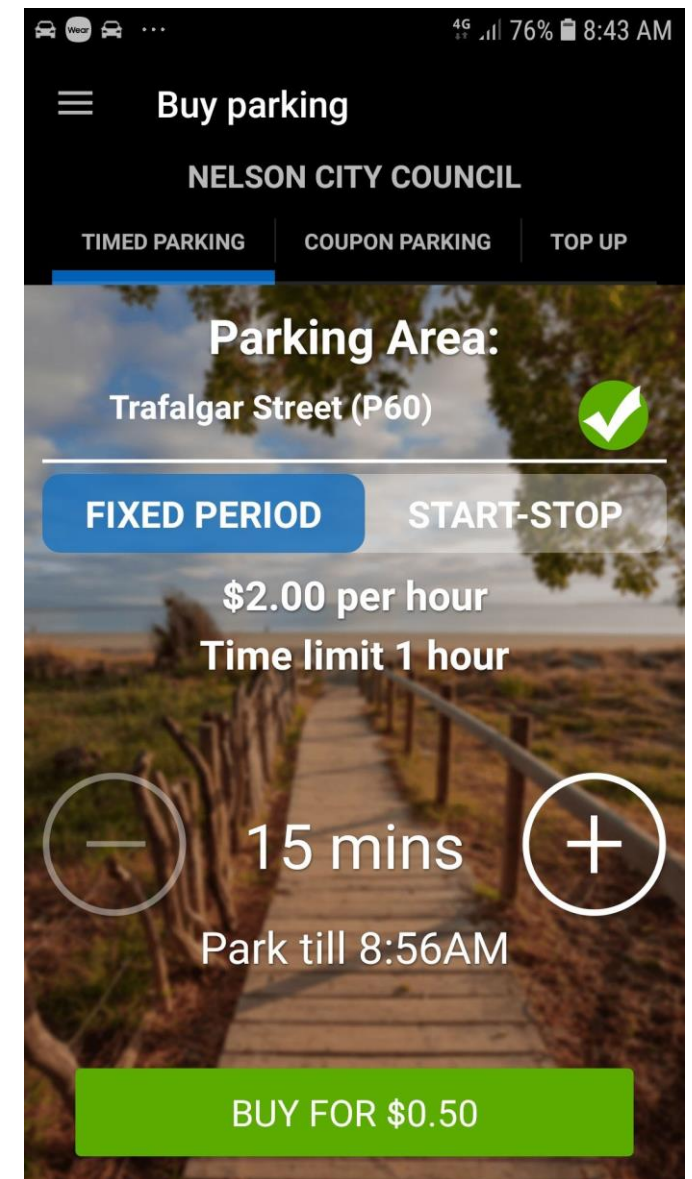 Wear ... 4G 76% 8:43 AM
Buy parking
NELSON CITY COUNCIL
TIMED PARKING COUPON PARKING TOP UP
Parking Area:
Trafalgar Street (P60)
FIXED PERIOD START-STOP
$2.00 per hour
Time limit 1 hour
15 mins
Park till 8:56AM
BUY FOR $0.50